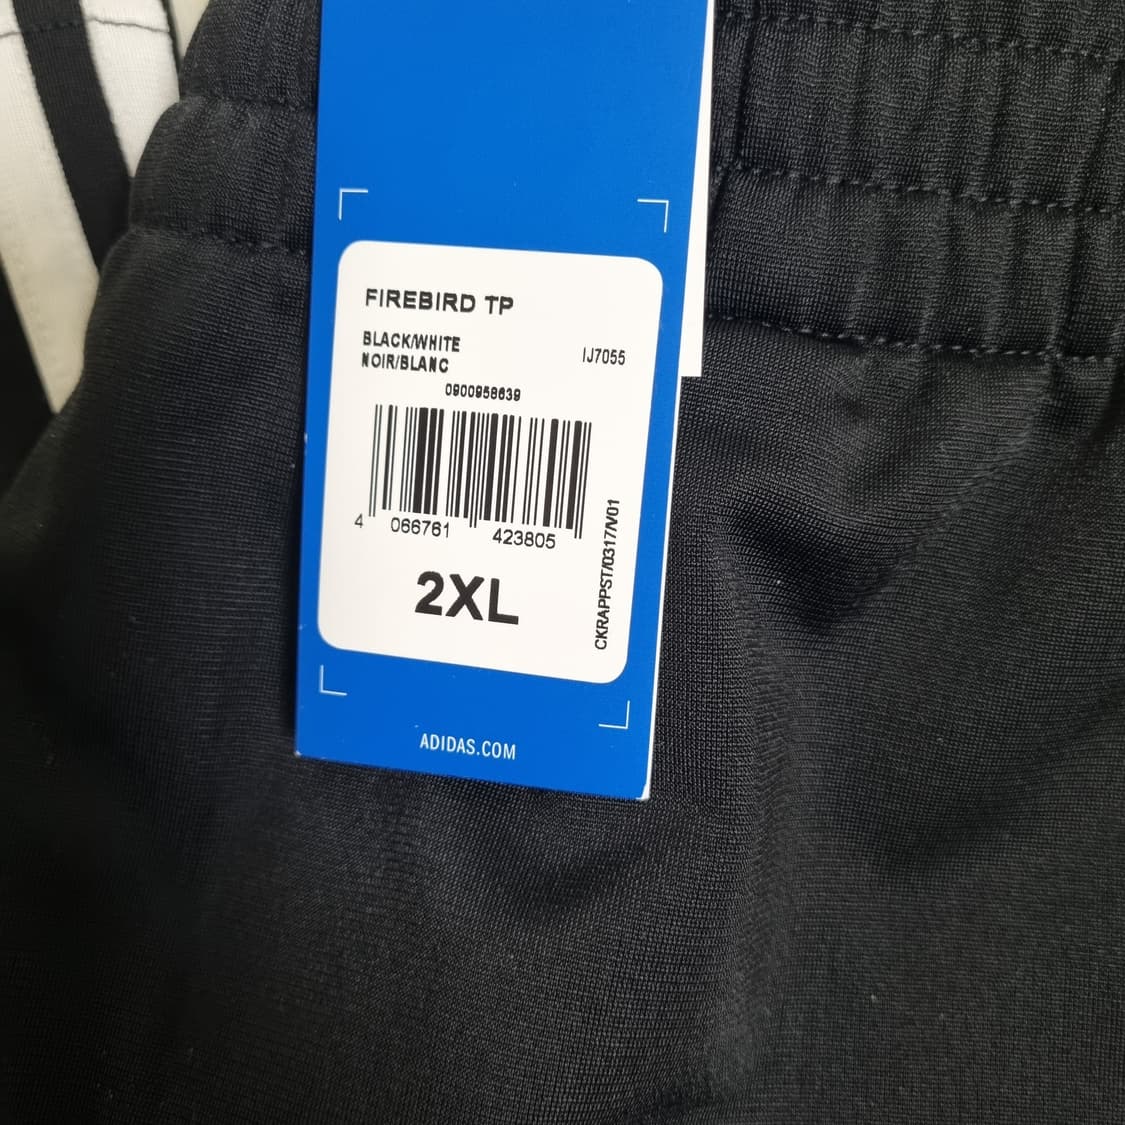 FIREBIRD TP
BLACK/WHITE
NOIR/BLANC
IJ7055
0900958639
4 066761 423805
2XL
CKRAPPST/0317/V01
ADIDAS.COM